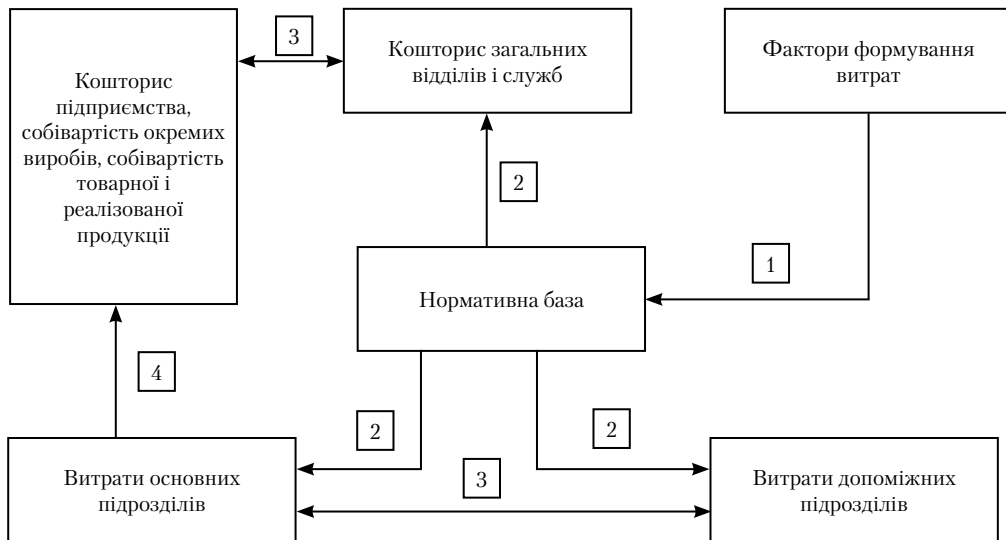 Кошторис
підприємства,
собівартість окремих
виробів, собівартість
товарної і
реалізованої
продукції
3
Кошторис загальних
відділів і служб
Фактори формування
витрат
2
1
Нормативна база
4
2
2
Витрати основних
підрозділів
3
Витрати допоміжних
підрозділів